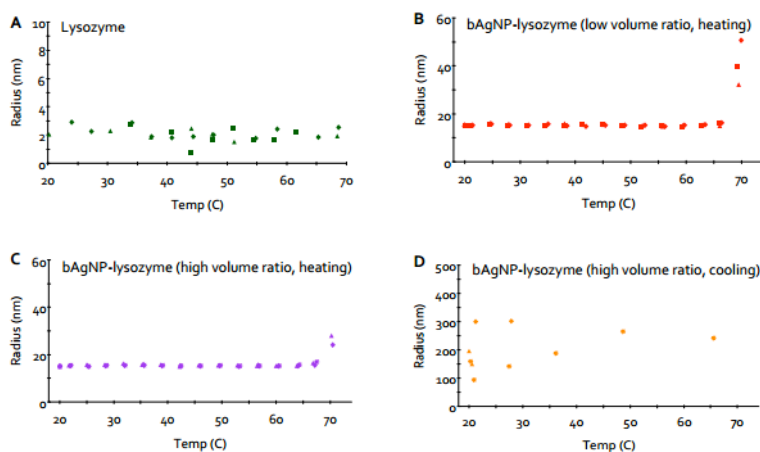 A
Lysozyme
10
8
6
4
2
0
Radius (nm)
20 30 40 50 60 70
Temp (C)
B
bAgNP-lysozyme (low volume ratio, heating)
60
40
20
0
Radius (nm)
20 30 40 50 60 70
Temp (C)
C
bAgNP-lysozyme (high volume ratio, heating)
60
40
20
0
Radius (nm)
20 30 40 50 60 70
Temp (C)
D
bAgNP-lysozyme (high volume ratio, cooling)
500
400
300
200
100
0
Radius (nm)
20 30 40 50 60 70
Temp (C)